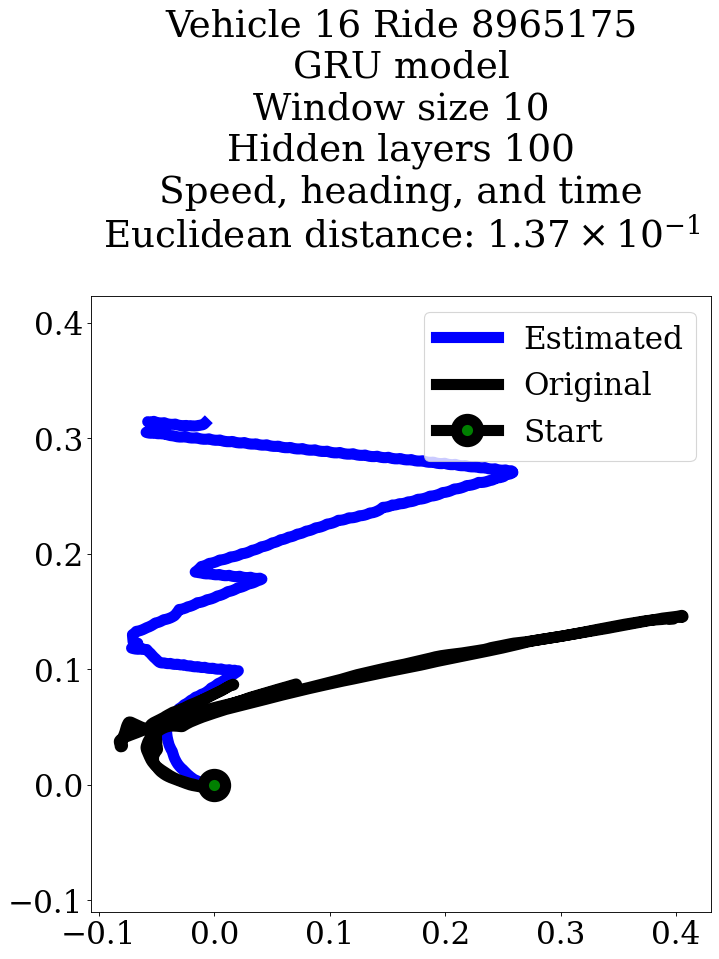 Vehicle 16 Ride 8965175
GRU model
Window size 10
Hidden layers 100
Speed, heading, and time
Euclidean distance: 1.37 × 10⁻¹
Estimated
Original
Start
0.4
0.3
0.2
0.1
0.0
−0.1
−0.1 0.0 0.1 0.2 0.3 0.4